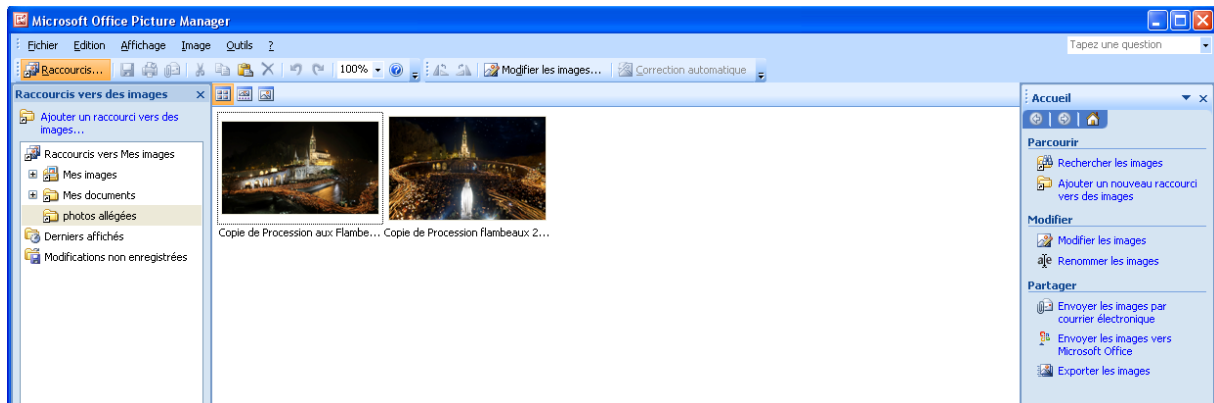 Microsoft Office Picture Manager
Fichier Edition Affichage Image Outils ?
Tapez une question
Raccourcis... 100% Modifier les images... Correction automatique
Raccourcis vers des images
Ajouter un raccourci vers des
images...
Raccourcis vers Mes images
Mes images
Mes documents
photos allégées
Derniers affichés
Modifications non enregistrées
Copie de Procession aux Flambe... Copie de Procession flambeaux 2...
Accueil
Parcourir
Rechercher les images
Ajouter un nouveau raccourci
vers des images
Modifier
Modifier les images
Renommer les images
Partager
Envoyer les images par
courrier électronique
Envoyer les images vers
Microsoft Office
Exporter les images